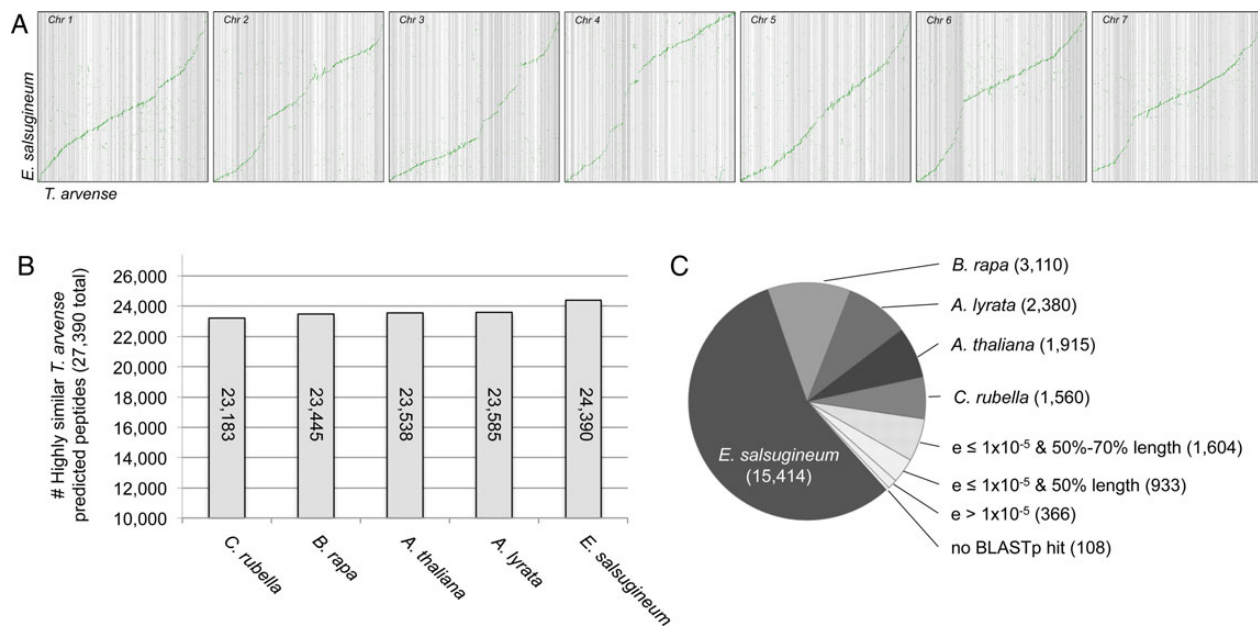 A
Chr 1
Chr 2
Chr 3
Chr 4
Chr 5
Chr 6
Chr 7
E. salsugineum
T. arvense
B
# Highly similar T. arvense
predicted peptides (27,390 total)
26,000
24,000
22,000
20,000
18,000
16,000
14,000
12,000
10,000
23,183
23,445
23,538
23,585
24,390
C. rubella
B. rapa
A. thaliana
A. lyrata
E. salsugineum
C
B. rapa (3,110)
A. lyrata (2,380)
A. thaliana (1,915)
C. rubella (1,560)
e ≤ 1x10⁻⁵ & 50%-70% length (1,604)
e ≤ 1x10⁻⁵ & 50% length (933)
e > 1x10⁻⁵ (366)
no BLASTp hit (108)
E. salsugineum
(15,414)